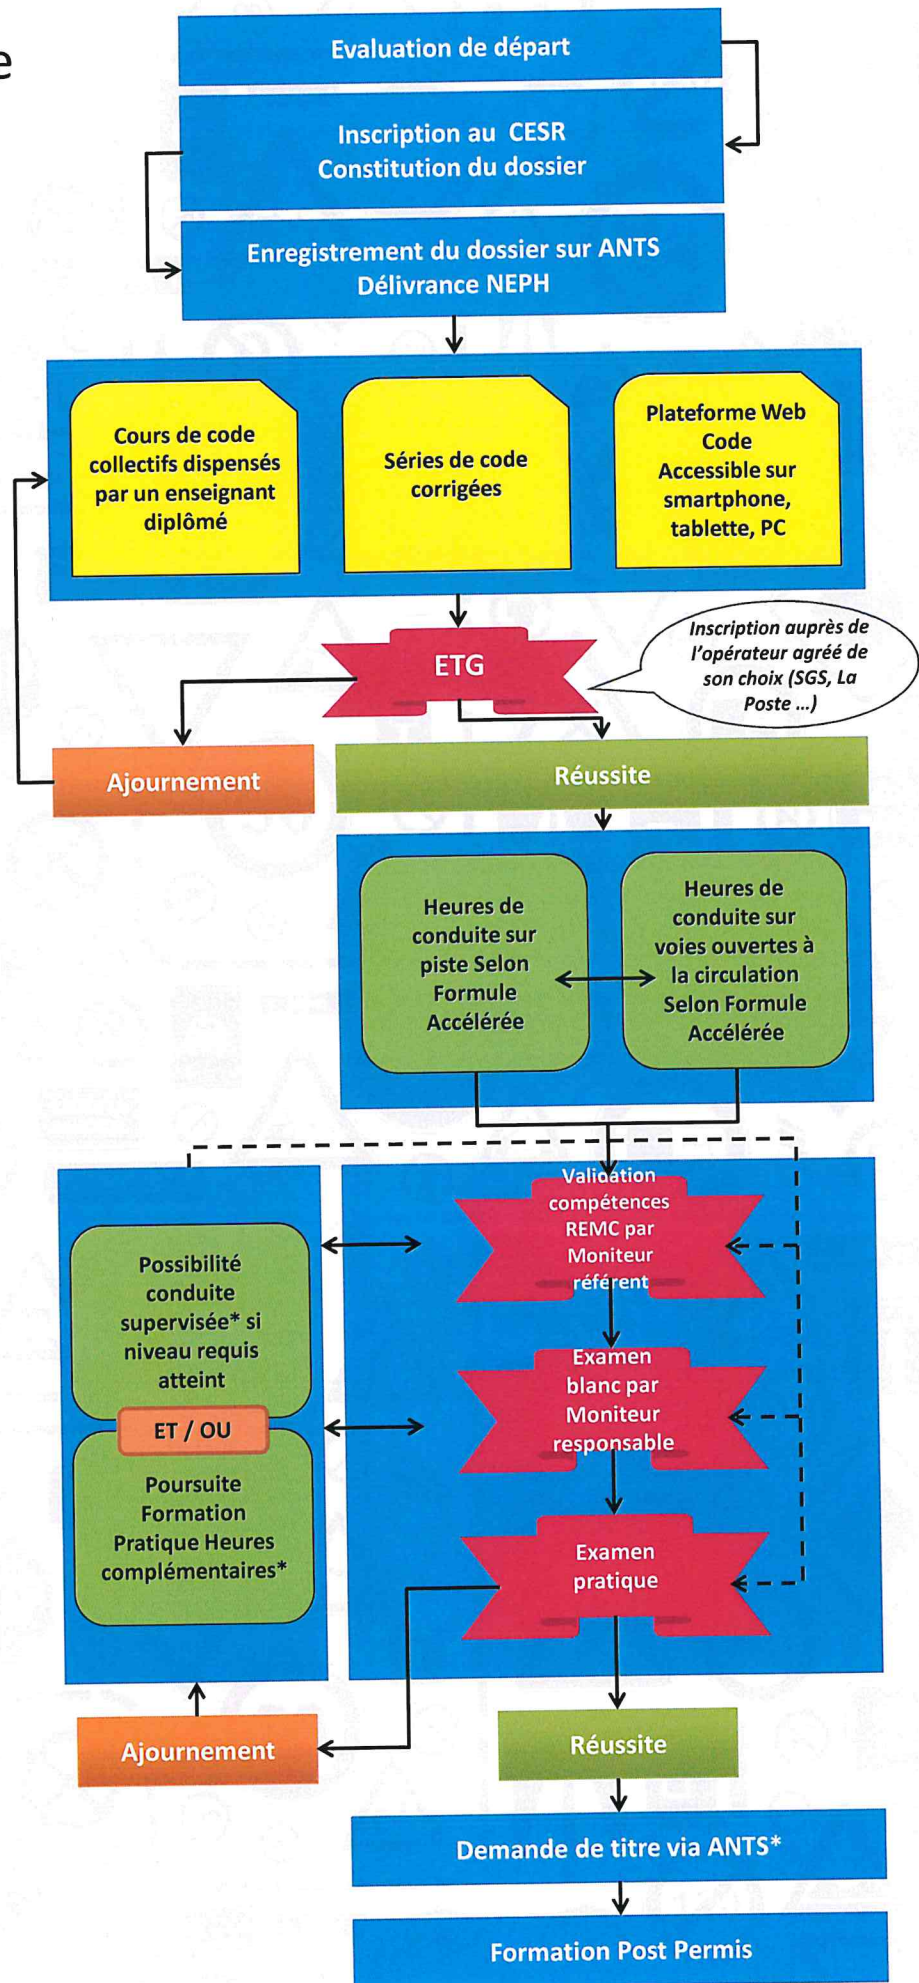 e
Evaluation de départ
Inscription au CESR
Constitution du dossier
Enregistrement du dossier sur ANTS
Délivrance NEPH
Cours de code
collectifs dispensés
par un enseignant
diplômé
Séries de code
corrigées
Plateforme Web
Code
Accessible sur
smartphone,
tablette, PC
ETG
Inscription auprès de
l'opérateur agréé de
son choix (SGS, La
Poste ...)
Ajournement
Réussite
Heures de
conduite sur
piste Selon
Formule
Accélérée
Heures de
conduite sur
voies ouvertes à
la circulation
Selon Formule
Accélérée
Validation
compétences
REMC par
Moniteur
référent
Possibilité
conduite
supervisée* si
niveau requis
atteint
ET / OU
Poursuite
Formation
Pratique Heures
complémentaires*
Examen
blanc par
Moniteur
responsable
Examen
pratique
Ajournement
Réussite
Demande de titre via ANTS*
Formation Post Permis